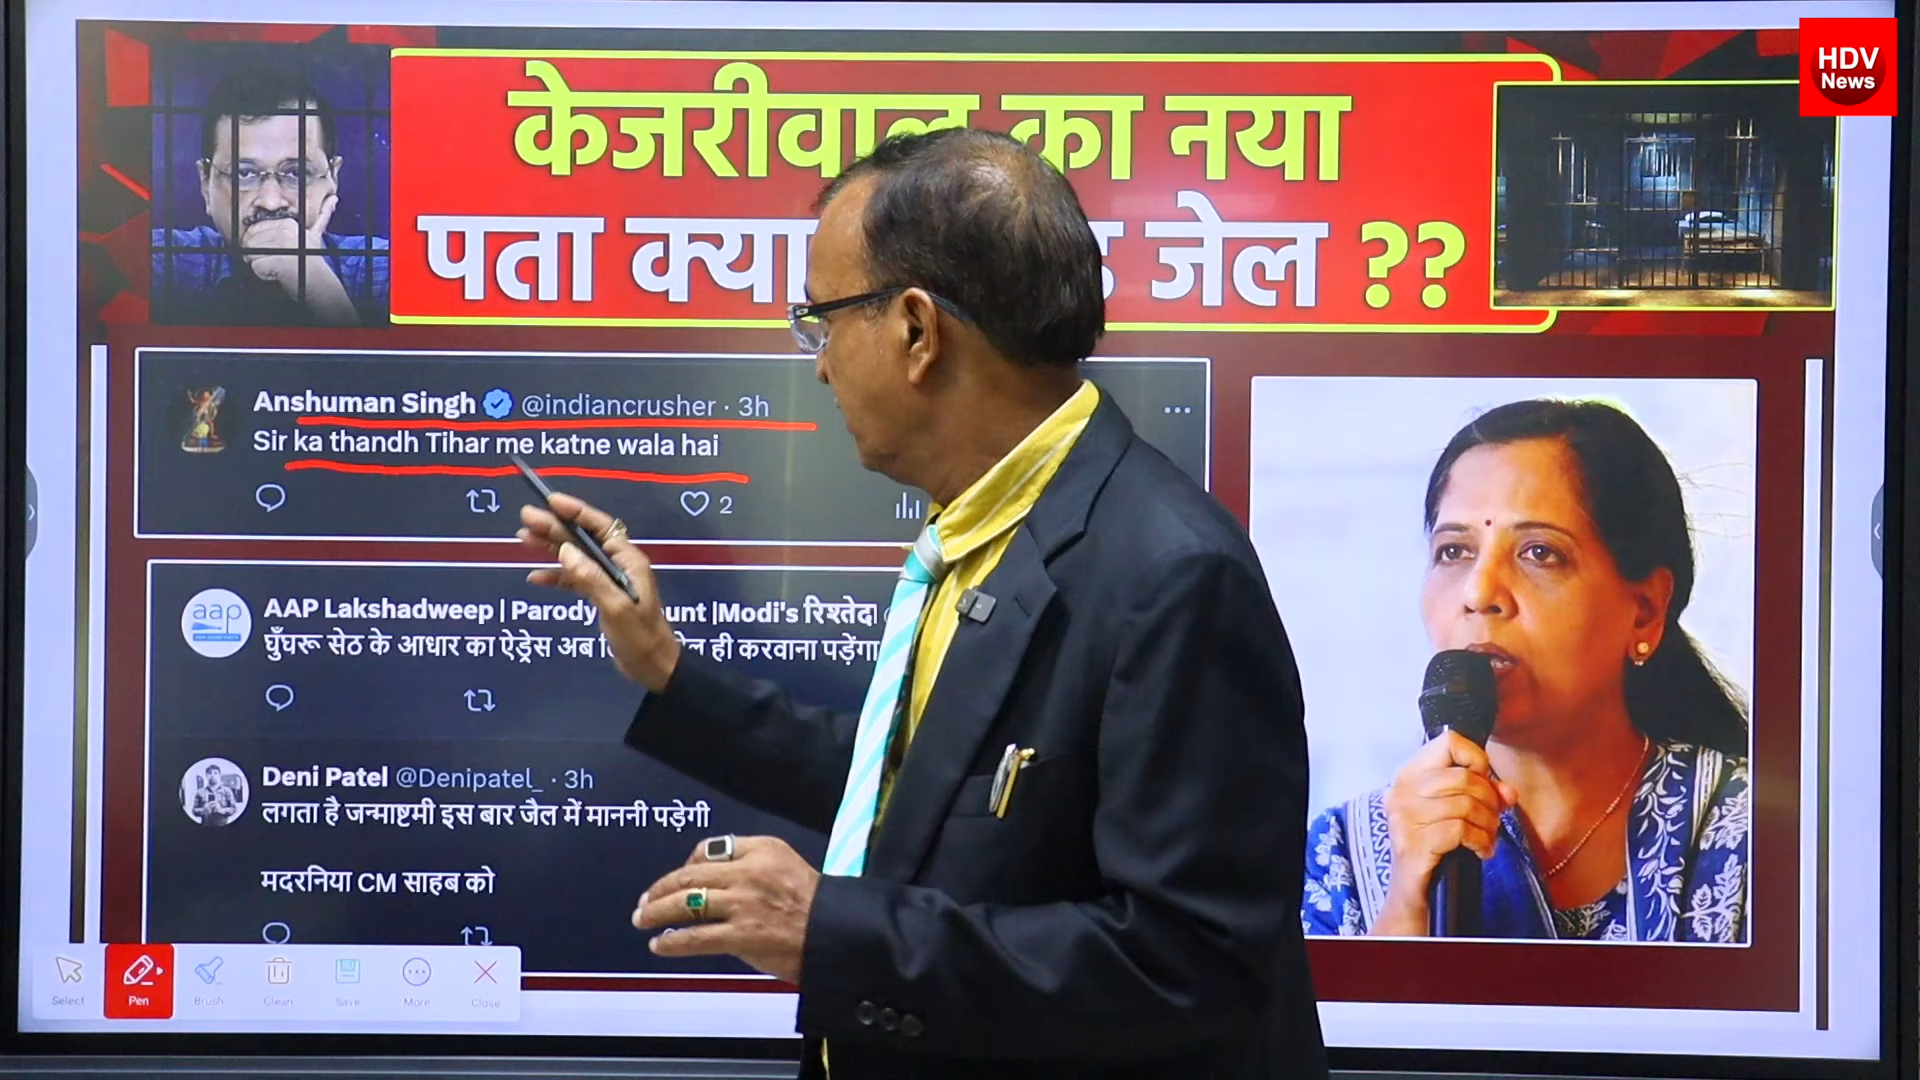 HDV
News
केजरीवाल का नया
पता क्या जेल ??
Anshuman Singh @indiancrusher · 3h
Sir ka thandh Tihar me katne wala hai
2
AAP Lakshadweep | Parody |Modi's रिश्तेदा
घुँघरू सेठ के आधार का ऐड्रेस अब ही करवाना पड़ेंगा
aap
Deni Patel @Denipatel_ · 3h
लगता है जन्माष्टमी इस बार जैल में माननी पड़ेगी
मदरनिया CM साहब को
Select Pen Brush Clean Save More Close